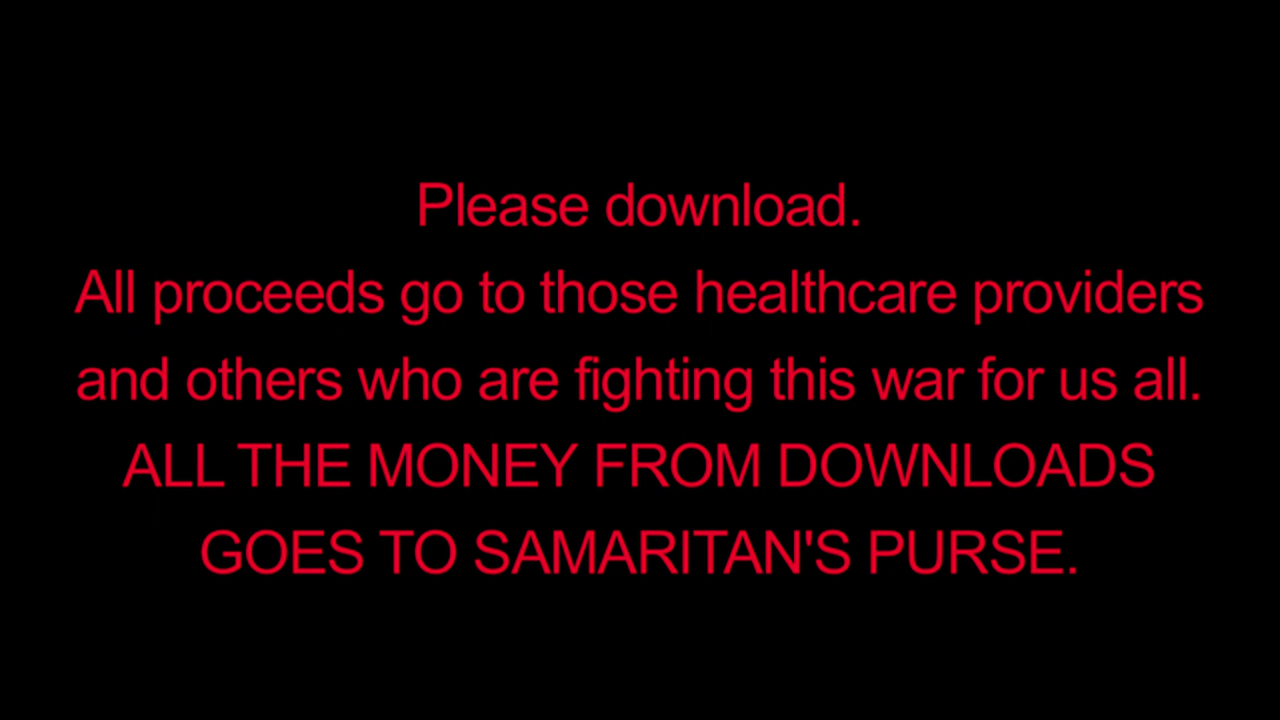 Please download.
All proceeds go to those healthcare providers
and others who are fighting this war for us all.
ALL THE MONEY FROM DOWNLOADS
GOES TO SAMARITAN'S PURSE.